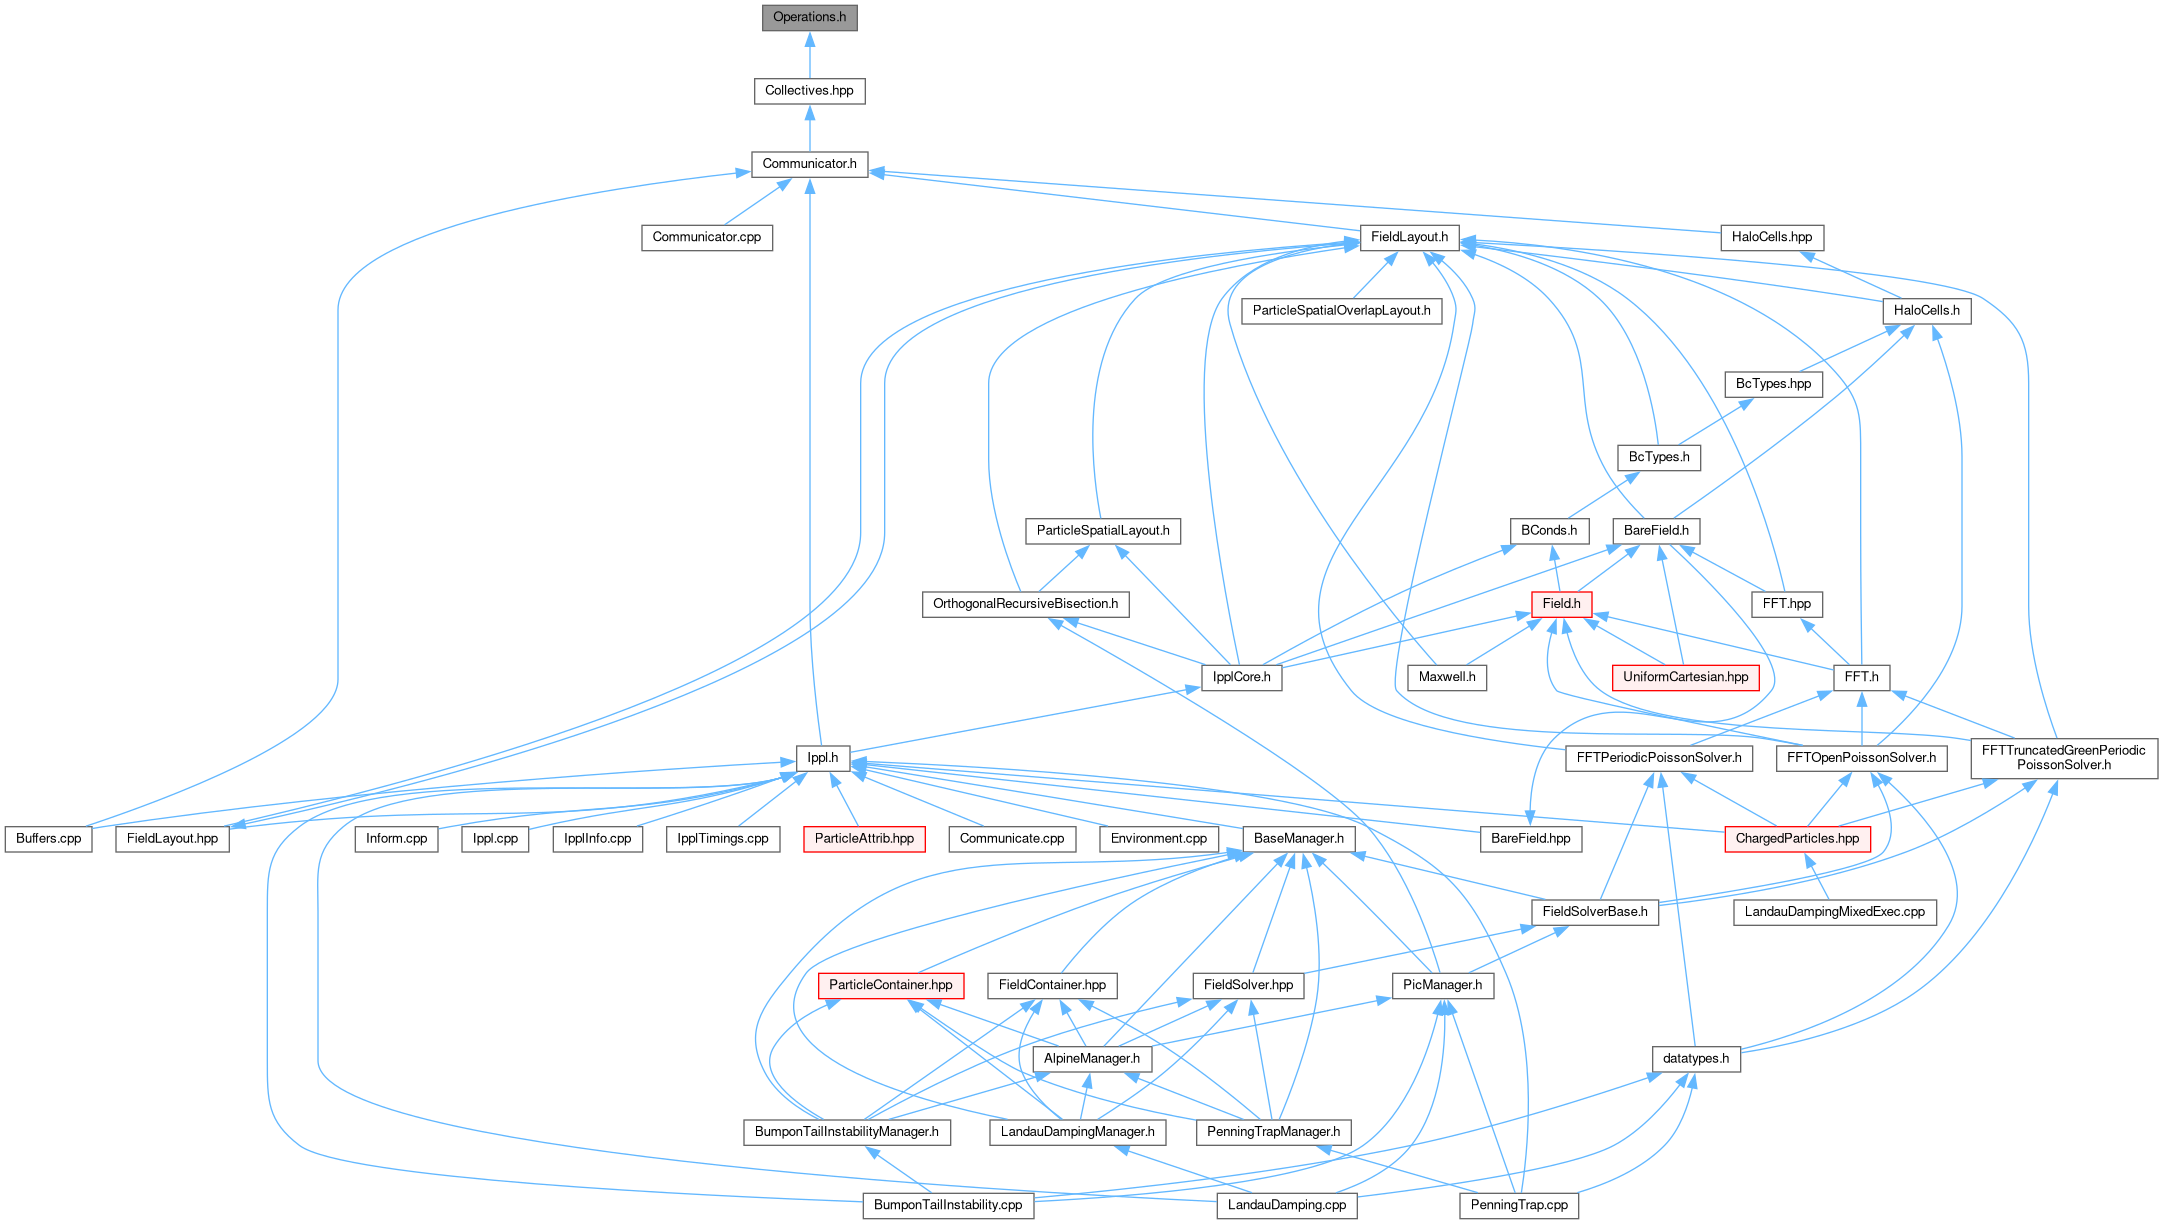 Operations.h
Collectives.hpp
Communicator.h
Communicator.cpp
FieldLayout.h
HaloCells.hpp
ParticleSpatialOverlapLayout.h
HaloCells.h
BcTypes.hpp
BcTypes.h
ParticleSpatialLayout.h
BConds.h
BareField.h
OrthogonalRecursiveBisection.h
Field.h
FFT.hpp
IpplCore.h
Maxwell.h
UniformCartesian.hpp
FFT.h
Ippl.h
FFTPeriodicPoissonSolver.h
FFTOpenPoissonSolver.h
FFTTruncatedGreenPeriodic
PoissonSolver.h
Buffers.cpp
FieldLayout.hpp
Inform.cpp
Ippl.cpp
IpplInfo.cpp
IpplTimings.cpp
ParticleAttrib.hpp
Communicate.cpp
Environment.cpp
BaseManager.h
BareField.hpp
ChargedParticles.hpp
FieldSolverBase.h
LandauDampingMixedExec.cpp
ParticleContainer.hpp
FieldContainer.hpp
FieldSolver.hpp
PicManager.h
AlpineManager.h
datatypes.h
BumponTailInstabilityManager.h
LandauDampingManager.h
PenningTrapManager.h
BumponTailInstability.cpp
LandauDamping.cpp
PenningTrap.cpp